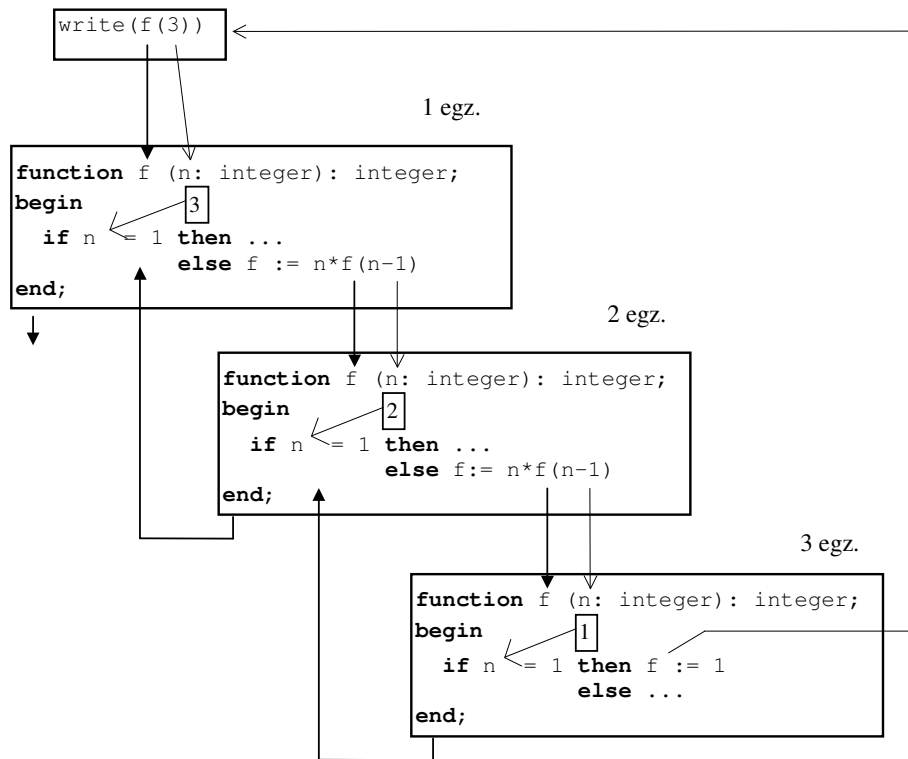 write(f(3))
1 egz.
function f (n: integer): integer;
begin
3
if n <= 1 then ...
else f := n*f(n-1)
end;
2 egz.
function f (n: integer): integer;
begin
2
if n <= 1 then ...
else f:= n*f(n-1)
end;
3 egz.
function f (n: integer): integer;
begin
1
if n <= 1 then f := 1
else ...
end;